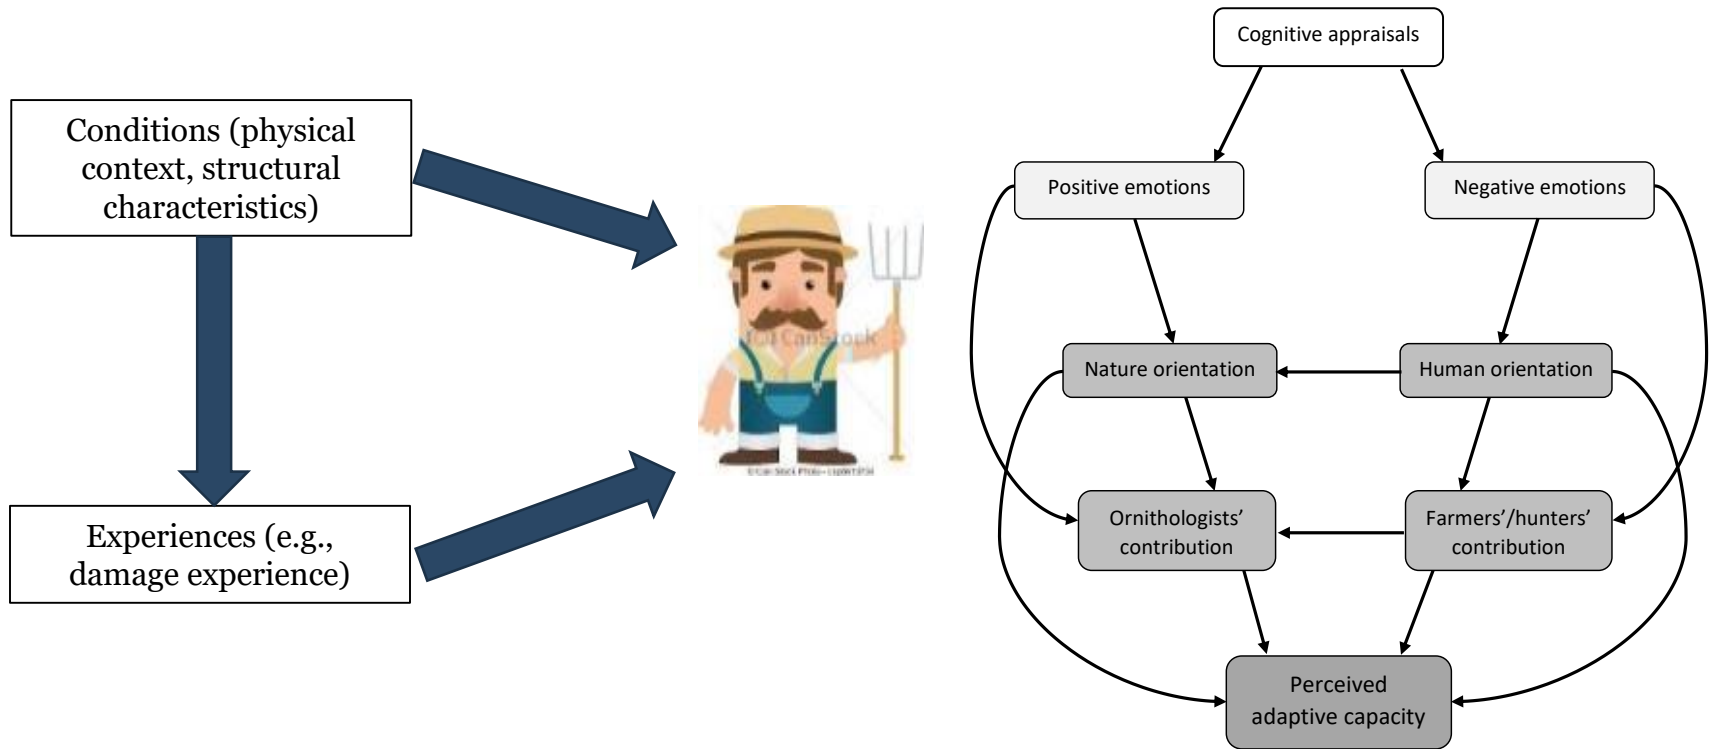 Conditions (physical
context, structural
characteristics)
Experiences (e.g.,
damage experience)
CanStock
Cognitive appraisals
Positive emotions
Negative emotions
Nature orientation
Human orientation
Ornithologists’
contribution
Farmers’/hunters’
contribution
Perceived
adaptive capacity